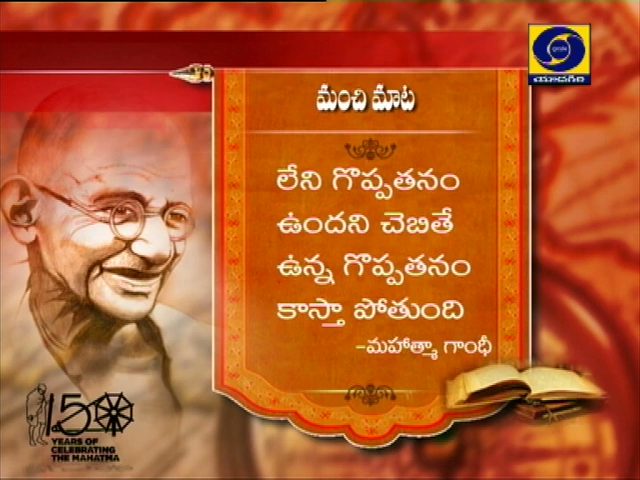 యాదగిరి
మంచి మాట
లేని గొప్పతనం
ఉందని చెబితే
ఉన్న గొప్పతనం
కాస్తా పోతుంది
-మహాత్మా గాంధీ
150
YEARS OF
CELEBRATING
THE MAHATMA